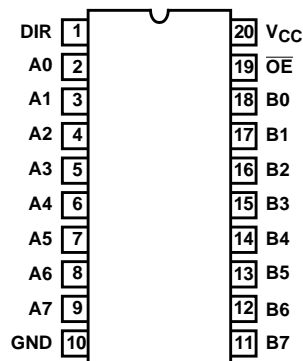 DIR 1 20 VCC
A0 2 19 OE
A1 3 18 B0
A2 4 17 B1
A3 5 16 B2
A4 6 15 B3
A5 7 14 B4
A6 8 13 B5
A7 9 12 B6
GND 10 11 B7